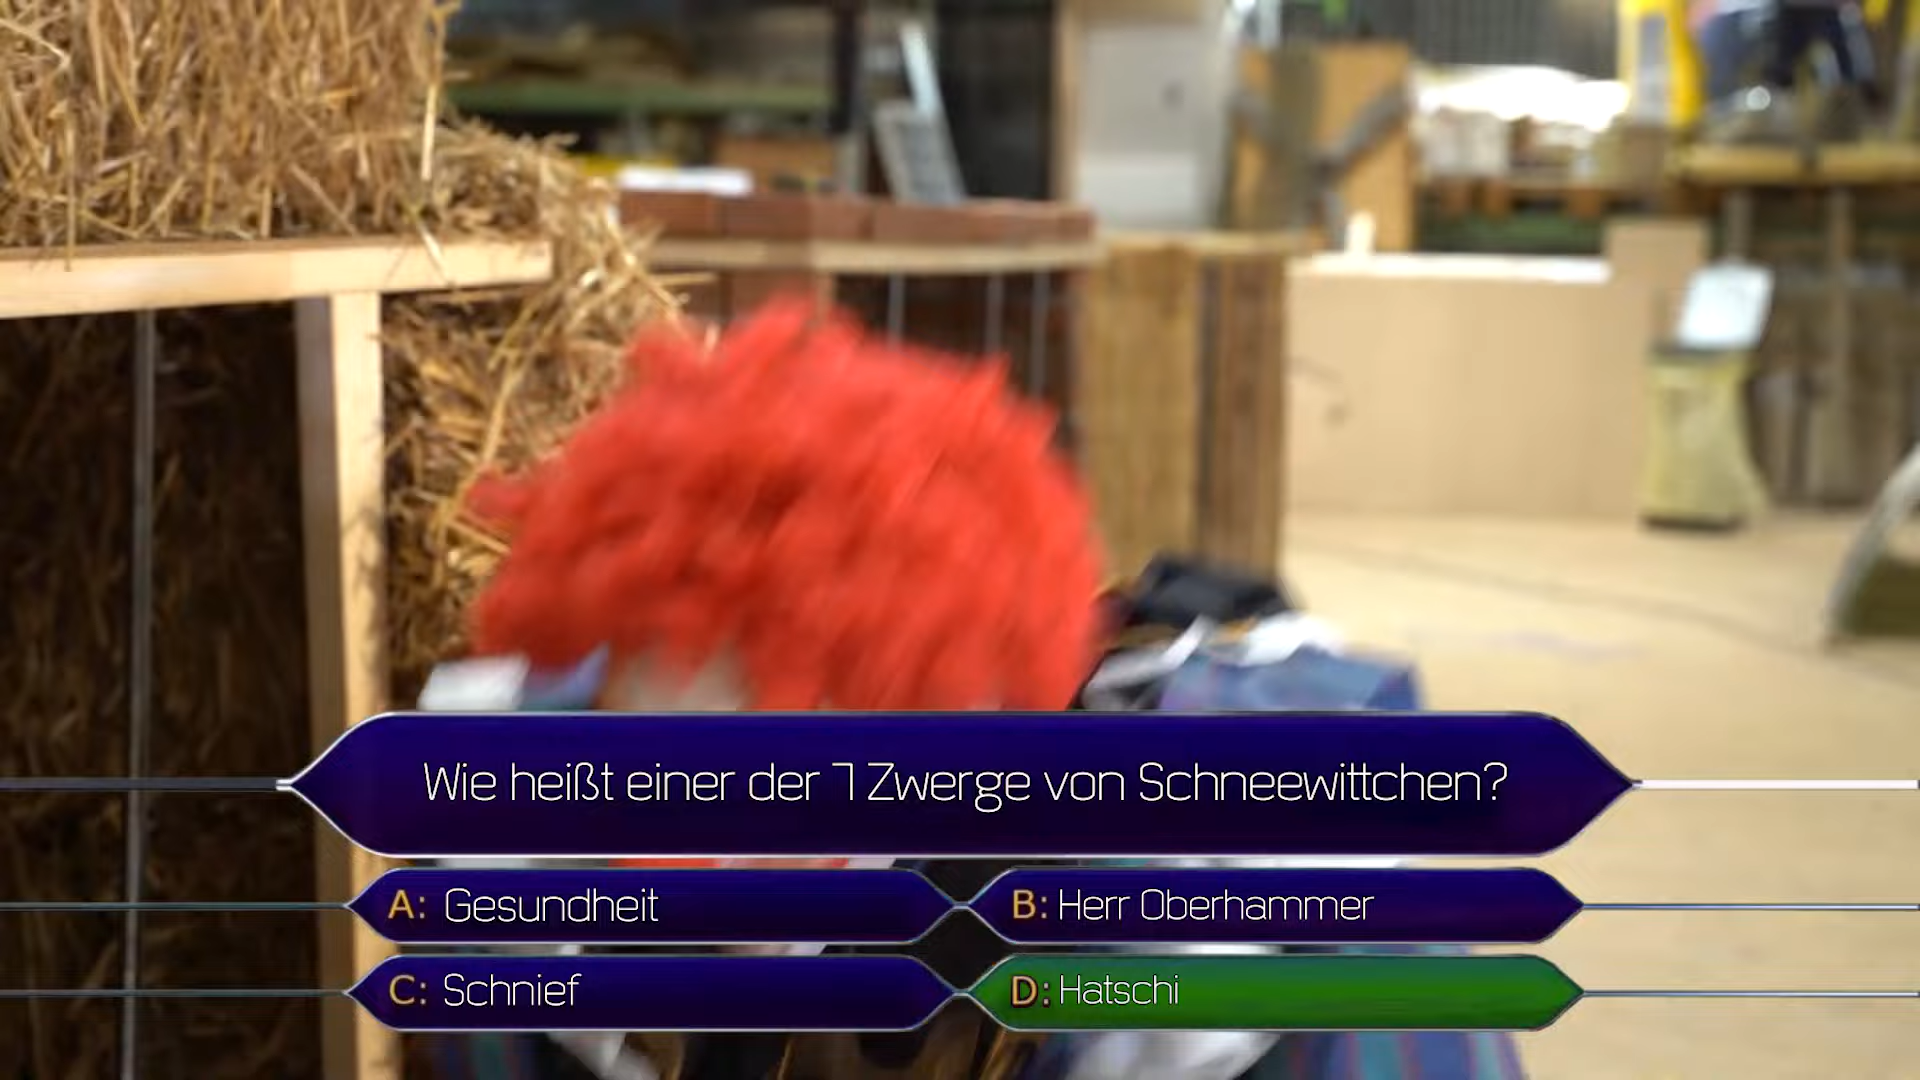 Wie heißt einer der 7 Zwerge von Schneewittchen?
A: Gesundheit
B: Herr Oberhammer
C: Schnief
D: Hatschi